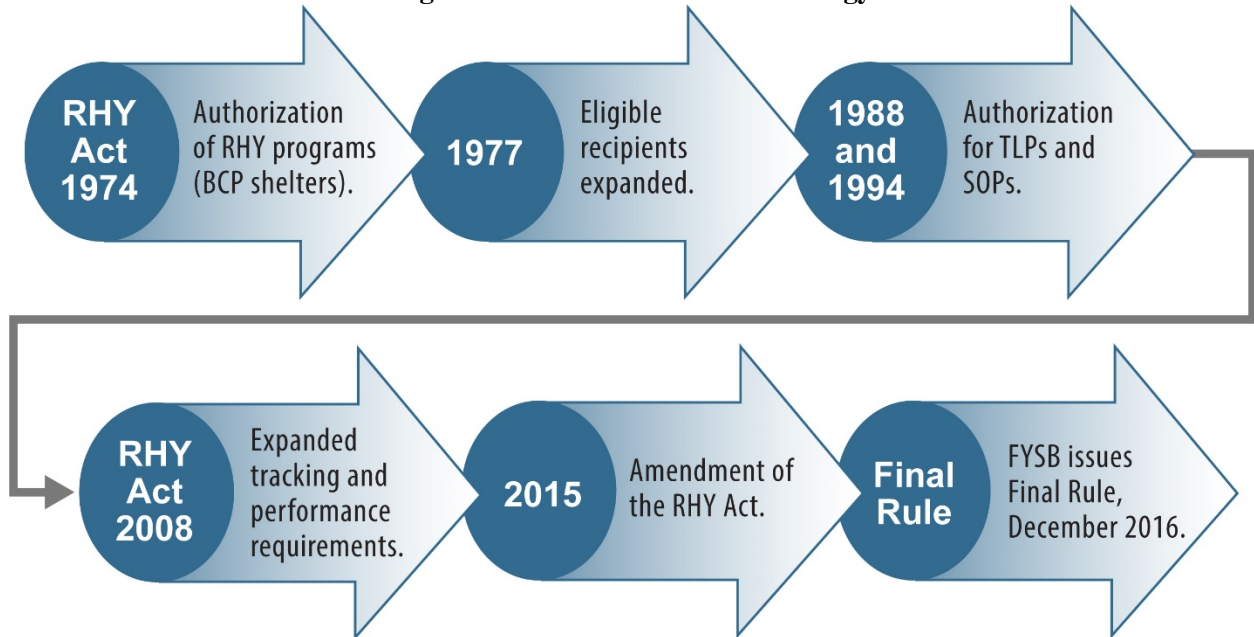 RHY
Act
1974
Authorization
of RHY programs
(BCP shelters).
1977
Eligible
recipients
expanded.
1988
and
1994
Authorization
for TLPs and
SOPs.
RHY
Act
2008
Expanded
tracking and
performance
requirements.
2015
Amendment of
the RHY Act.
Final
Rule
FYSB issues
Final Rule,
December 2016.